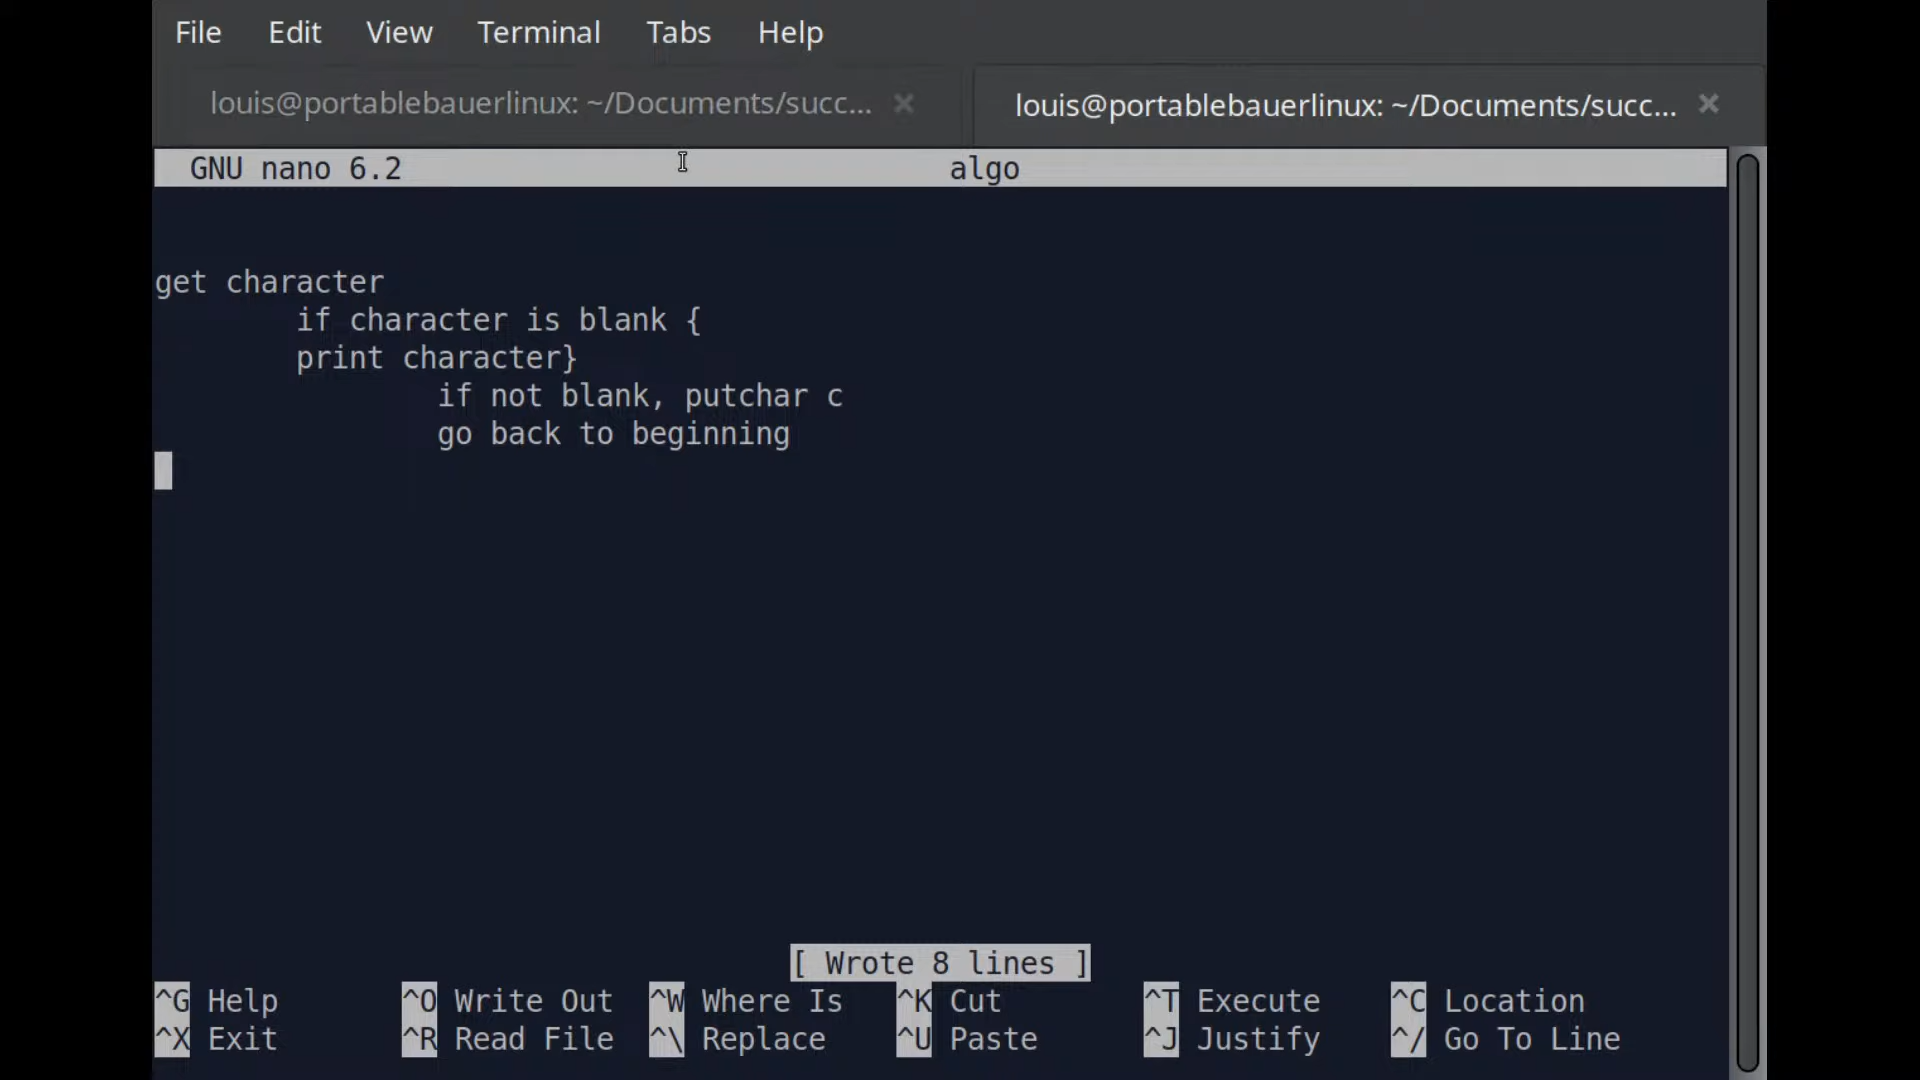 File Edit View Terminal Tabs Help
louis@portablebauerlinux: ~/Documents/succ... × louis@portablebauerlinux: ~/Documents/succ... ×
GNU nano 6.2 algo
get character
if character is blank {
print character}
if not blank, putchar c
go back to beginning
[ Wrote 8 lines ]
^G Help ^O Write Out ^W Where Is ^K Cut ^T Execute ^C Location
^X Exit ^R Read File ^\ Replace ^U Paste ^J Justify ^/ Go To Line